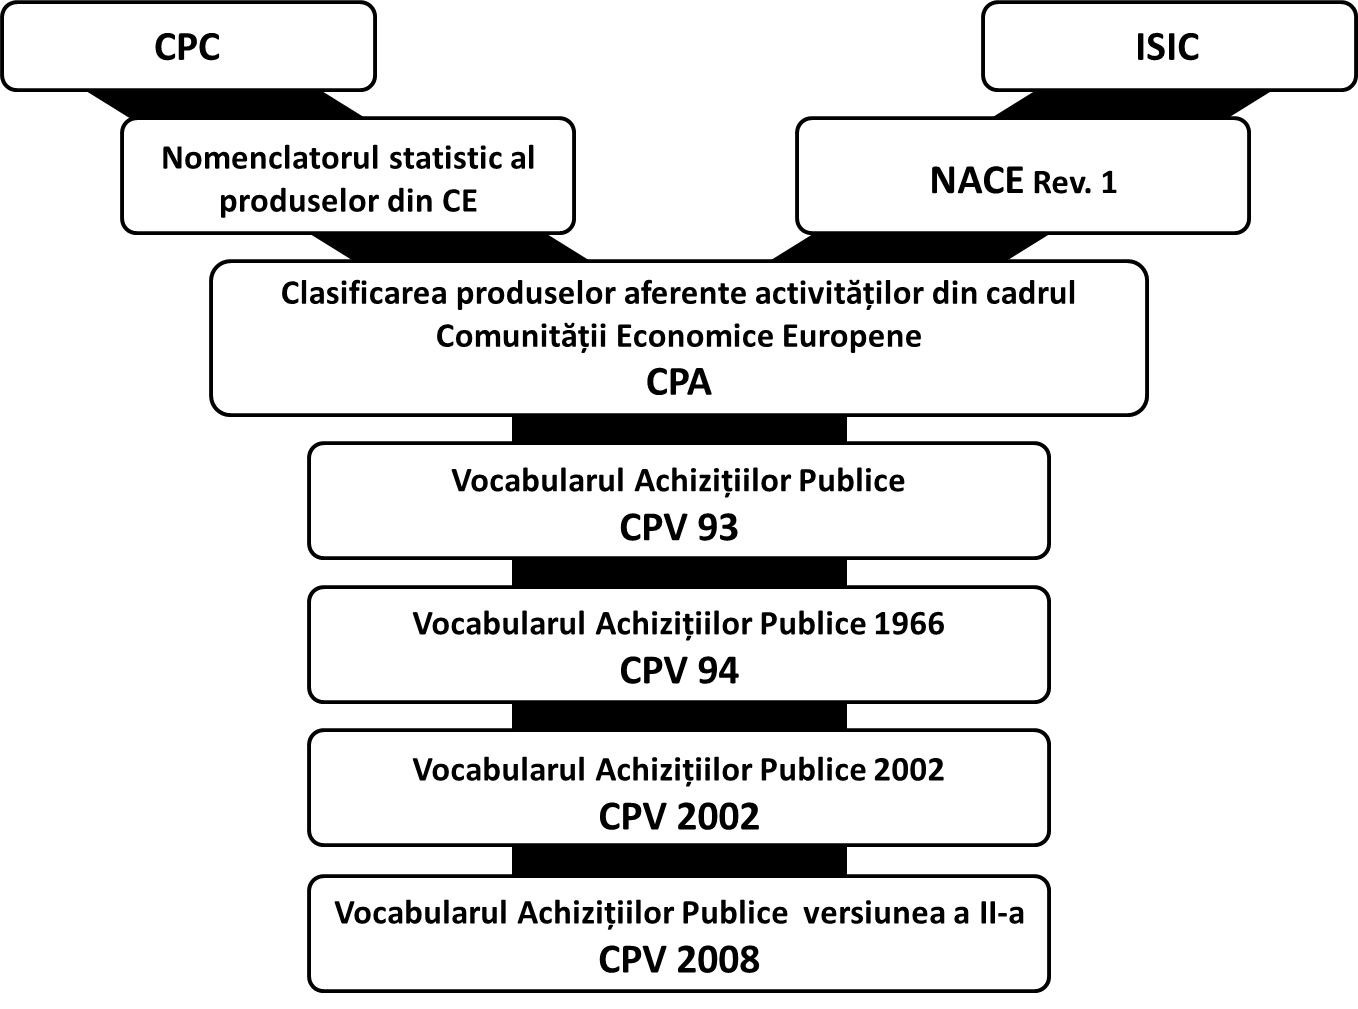 CPC
ISIC
Nomenclatorul statistic al
produselor din CE
NACE Rev. 1
Clasificarea produselor aferente activităților din cadrul
Comunității Economice Europene
CPA
Vocabularul Achizițiilor Publice
CPV 93
Vocabularul Achizițiilor Publice 1966
CPV 94
Vocabularul Achizițiilor Publice 2002
CPV 2002
Vocabularul Achizițiilor Publice versiunea a II-a
CPV 2008